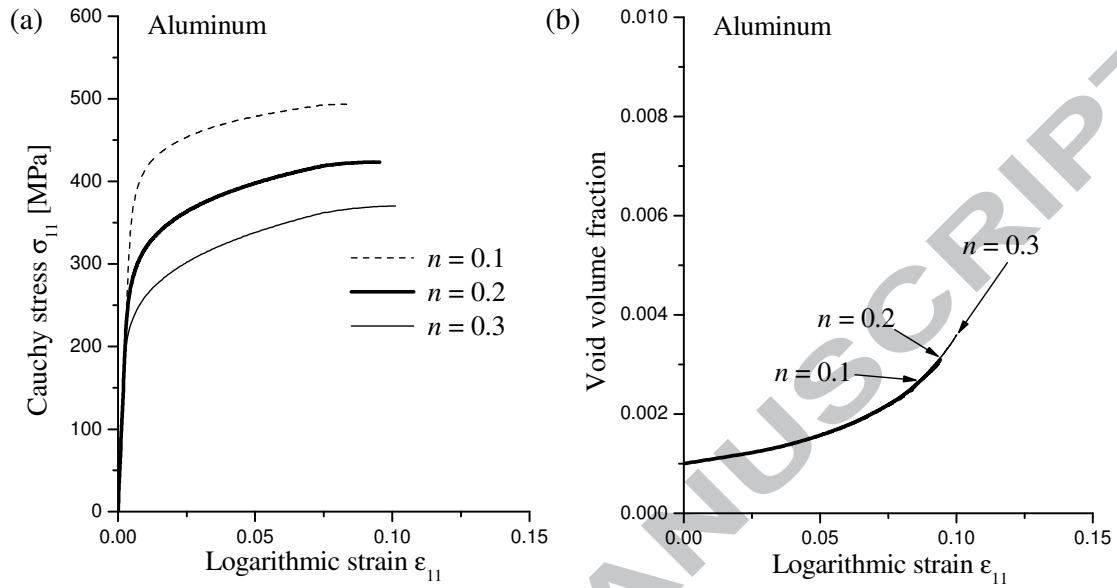 (a)
Aluminum
600
500
400
300
200
100
0
0.00
0.05
0.10
0.15
Cauchy stress σ11 [MPa]
Logarithmic strain ε11
n = 0.1
n = 0.2
n = 0.3
(b)
Aluminum
0.010
0.008
0.006
0.004
0.002
0.000
0.00
0.05
0.10
0.15
Void volume fraction
Logarithmic strain ε11
n = 0.3
n = 0.2
n = 0.1
ANUSCRIPT